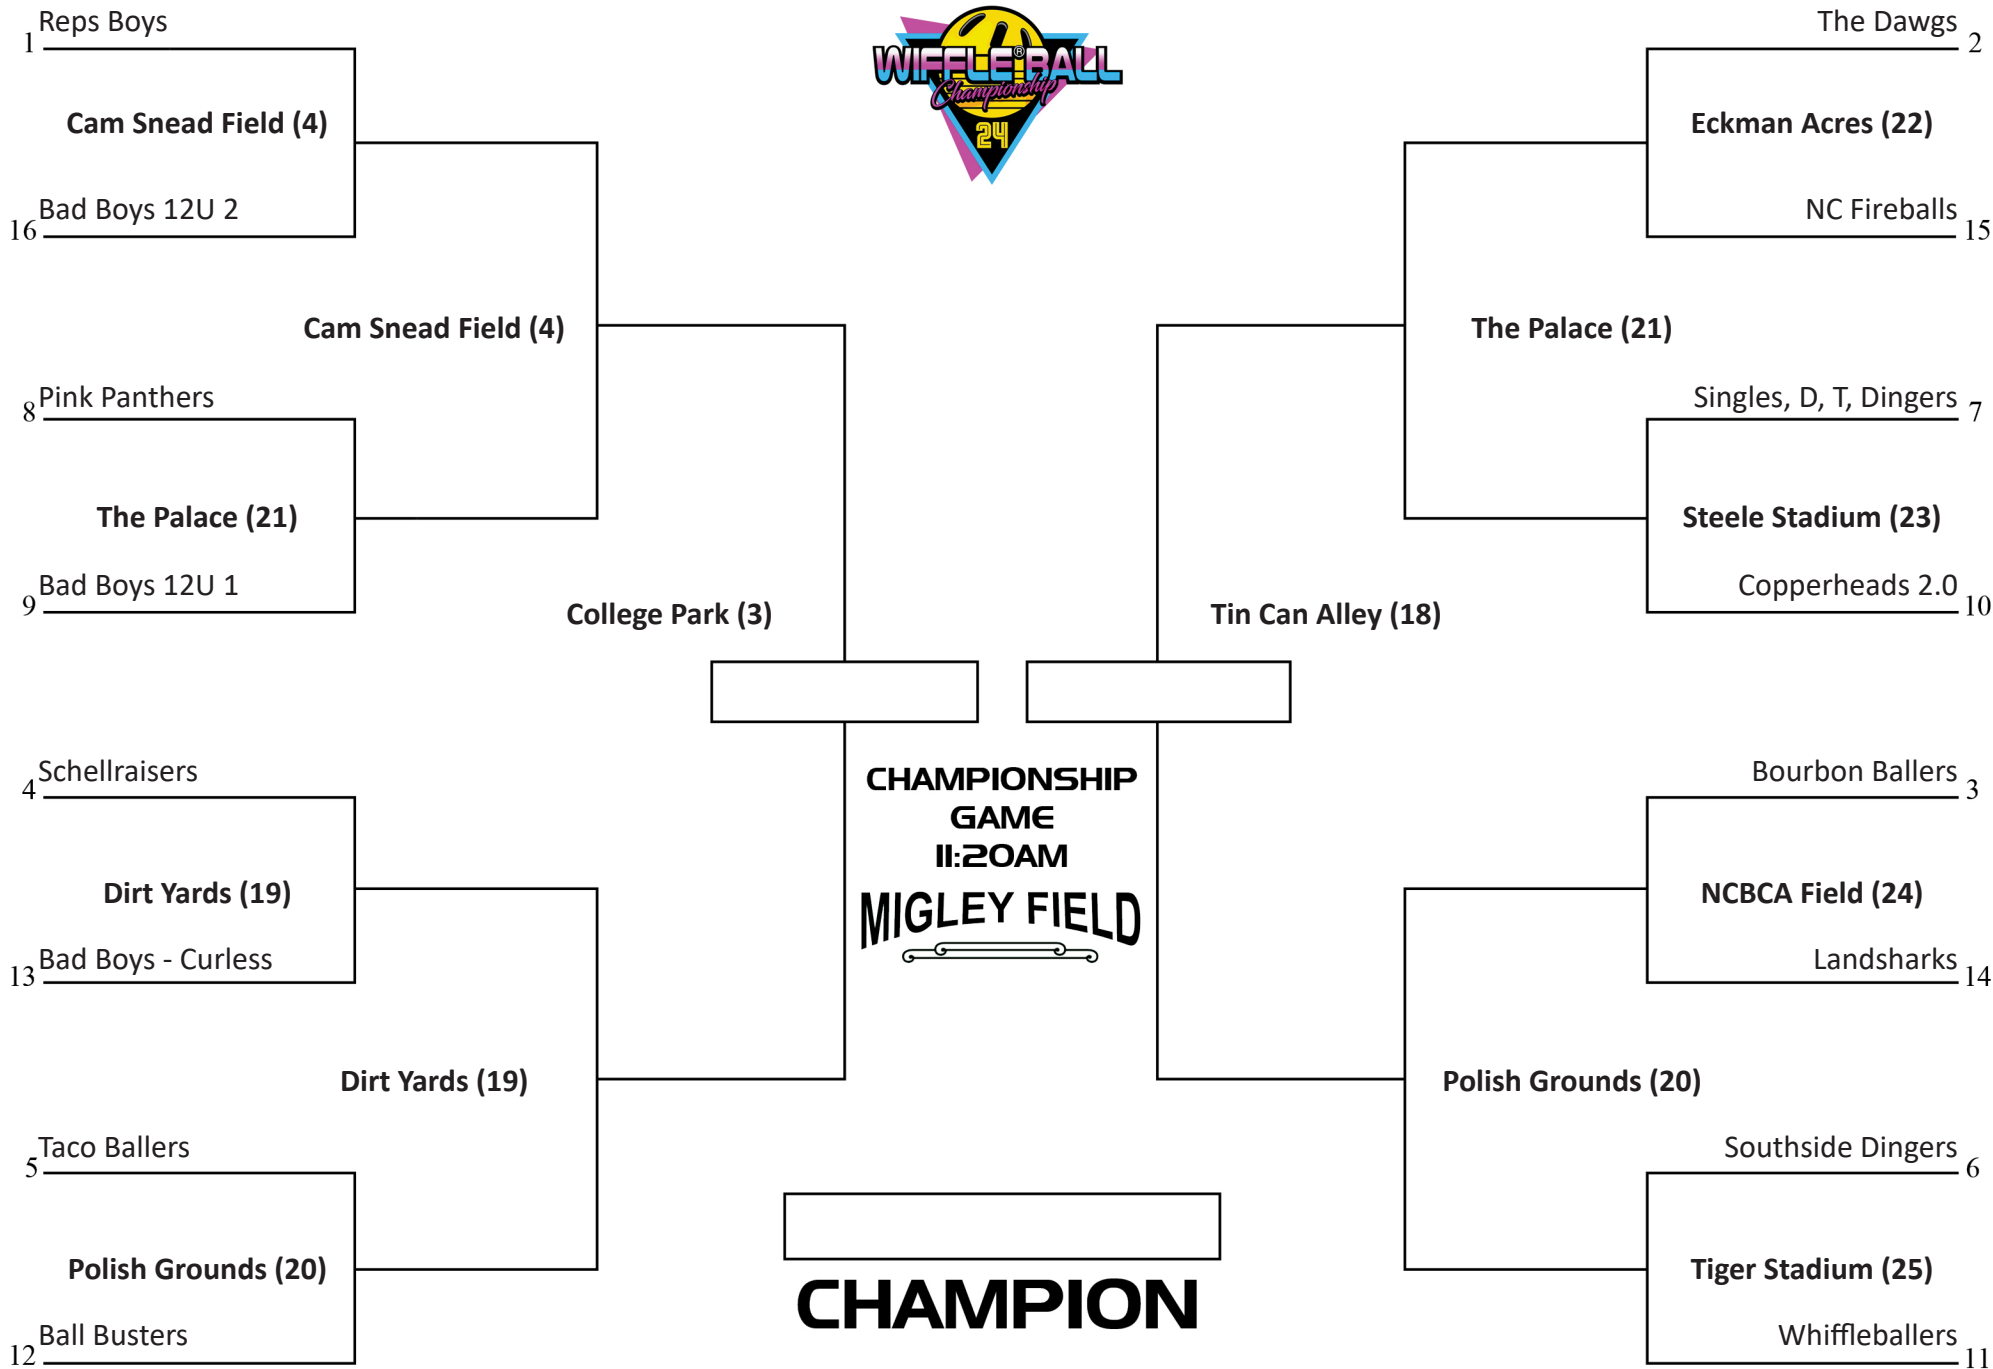 WIFFLE® BALL
Championship
24
1 Reps Boys
Cam Snead Field (4)
16 Bad Boys 12U 2
Cam Snead Field (4)
8 Pink Panthers
The Palace (21)
9 Bad Boys 12U 1
College Park (3)
4 Schellraisers
Dirt Yards (19)
13 Bad Boys - Curless
Dirt Yards (19)
5 Taco Ballers
Polish Grounds (20)
12 Ball Busters
The Dawgs 2
Eckman Acres (22)
NC Fireballs 15
The Palace (21)
Singles, D, T, Dingers 7
Steele Stadium (23)
Copperheads 2.0 10
Tin Can Alley (18)
Bourbon Ballers 3
NCBCA Field (24)
Landsharks 14
Polish Grounds (20)
Southside Dingers 6
Tiger Stadium (25)
Whiffleballers 11
CHAMPIONSHIP
GAME
11:20AM
MIGLEY FIELD
CHAMPION